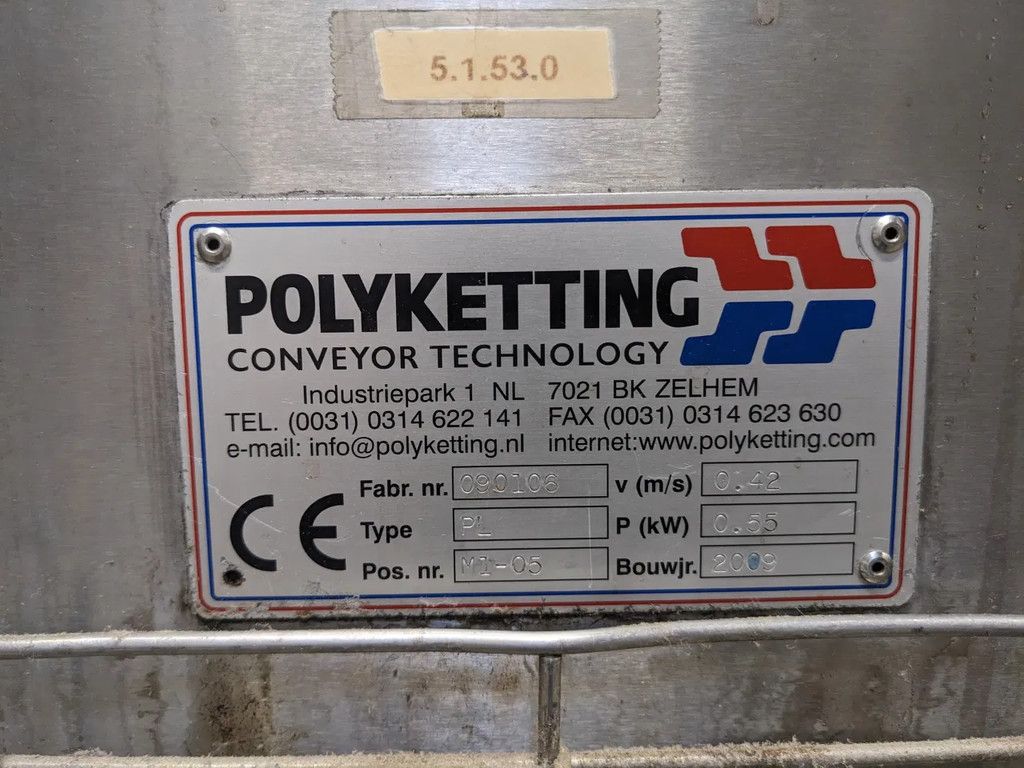 5.1.53.0
POLYKETTING
CONVEYOR TECHNOLOGY
Industriepark 1 NL 7021 BK ZELHEM
TEL. (0031) 0314 622 141 FAX (0031) 0314 623 630
e-mail: info@polyketting.nl internet:www.polyketting.com
CE
Fabr. nr. 090106 v (m/s) 0.42
Type PL P (kW) 0.55
Pos. nr. MI-05 Bouwjr. 2009